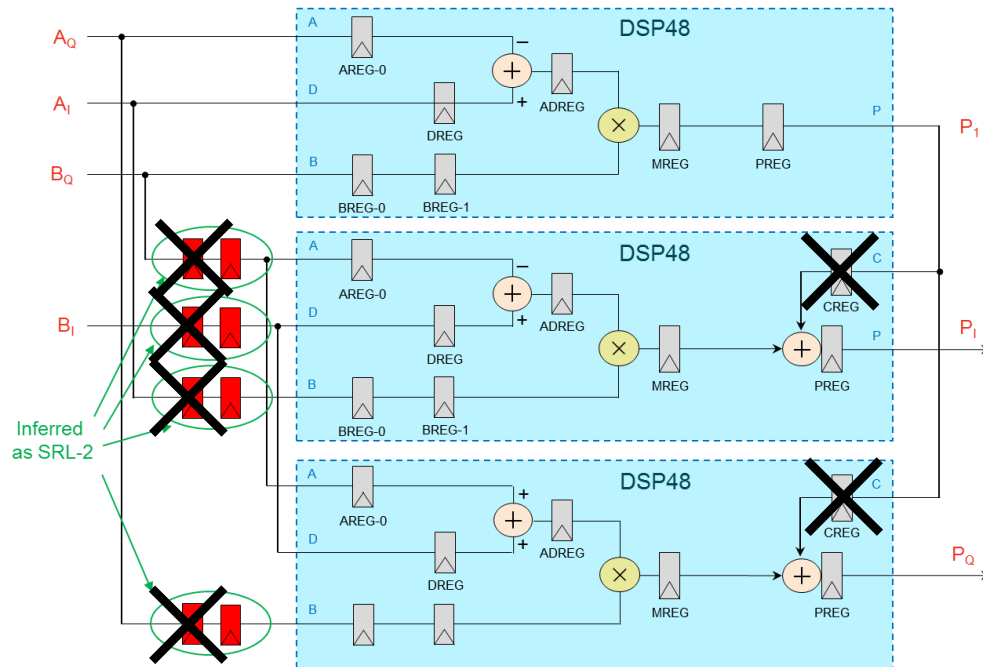 A DSP48
A_Q
−
+
AREG-0
ADREG
A_I
D
+
DREG
×
P
P_1
MREG
PREG
B_Q
B
BREG-0
BREG-1
A
DSP48
−
+
AREG-0
ADREG
C
CREG
B_I
D
+
DREG
×
+
P
P_I
MREG
PREG
B
BREG-0
BREG-1
Inferred
as SRL-2
A
DSP48
+
+
AREG-0
ADREG
C
CREG
D
+
DREG
×
+
P_Q
MREG
PREG
B